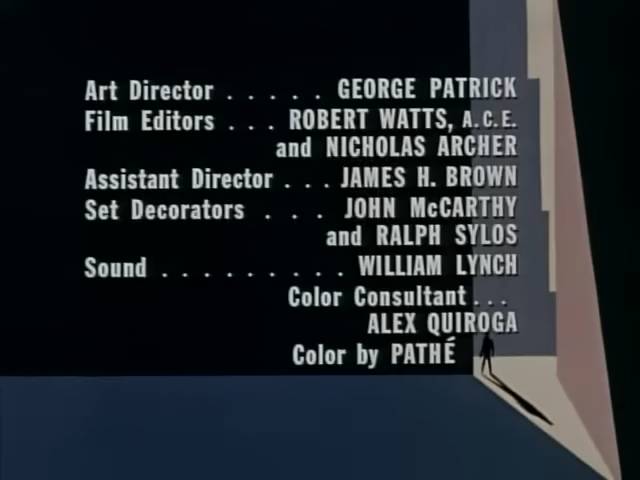 Art Director . . . . . GEORGE PATRICK
Film Editors . . . ROBERT WATTS, A.C.E.
and NICHOLAS ARCHER
Assistant Director . . . JAMES H. BROWN
Set Decorators . . . JOHN McCARTHY
and RALPH SYLOS
Sound . . . . . . . . . WILLIAM LYNCH
Color Consultant . . .
ALEX QUIROGA
Color by PATHÉ